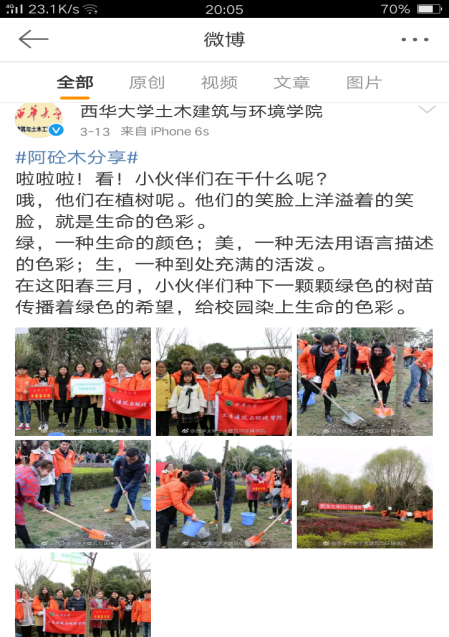 4G 23.1K/s 20:05 70%
微博
全部 原创 视频 文章 图片
西华大学土木建筑与环境学院
3-13 来自 iPhone 6s
#阿砼木分享#
啦啦啦！看！小伙伴们在干什么呢？
哦，他们在植树呢。他们的笑脸上洋溢着的笑
脸，就是生命的色彩。
绿，一种生命的颜色；美，一种无法用语言描述
的色彩；生，一种到处充满的活泼。
在这阳春三月，小伙伴们种下一颗颗绿色的树苗
传播着绿色的希望，给校园染上生命的色彩。